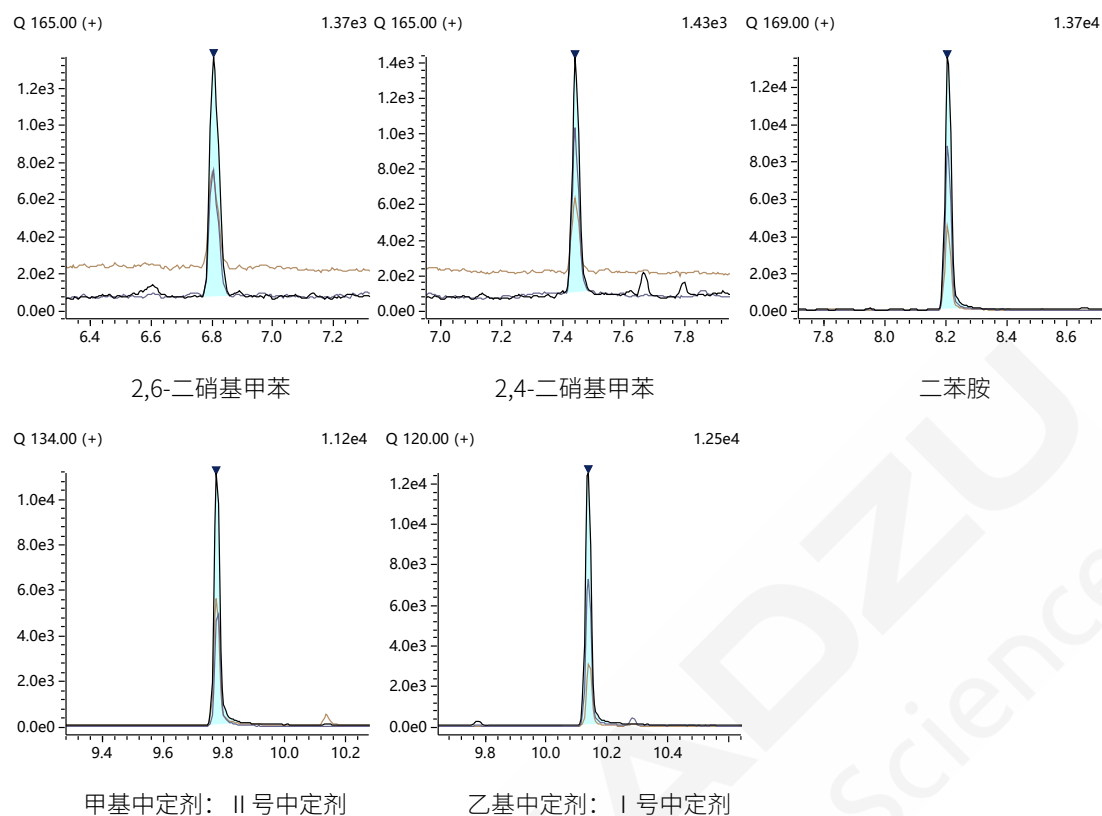 Q 165.00 (+) 1.37e3 Q 165.00 (+) 1.43e3 Q 169.00 (+) 1.37e4
1.2e3
1.0e3
8.0e2
6.0e2
4.0e2
2.0e2
0.0e0
6.4 6.6 6.8 7.0 7.2
1.4e3
1.2e3
1.0e3
8.0e2
6.0e2
4.0e2
2.0e2
0.0e0
7.0 7.2 7.4 7.6 7.8
1.2e4
1.0e4
8.0e3
6.0e3
4.0e3
2.0e3
0.0e0
7.8 8.0 8.2 8.4 8.6
2,6-二硝基甲苯 2,4-二硝基甲苯 二苯胺
Q 134.00 (+) 1.12e4 Q 120.00 (+) 1.25e4
1.0e4
8.0e3
6.0e3
4.0e3
2.0e3
0.0e0
9.4 9.6 9.8 10.0 10.2
1.2e4
1.0e4
8.0e3
6.0e3
4.0e3
2.0e3
0.0e0
9.8 10.0 10.2 10.4
甲基中定剂：II号中定剂 乙基中定剂：I号中定剂
ADZU
Science